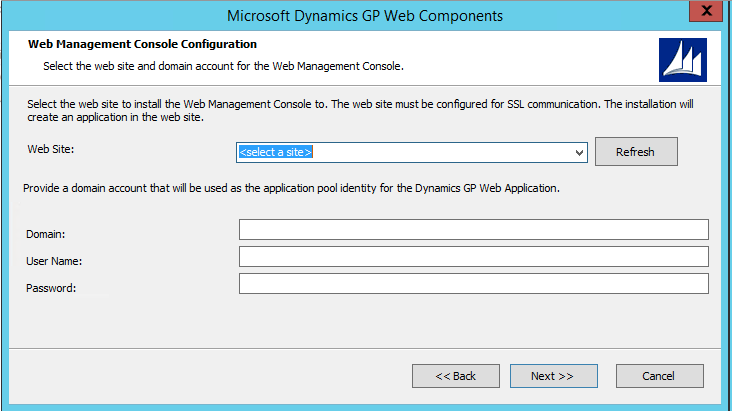 Microsoft Dynamics GP Web Components
x
Web Management Console Configuration
Select the web site and domain account for the Web Management Console.
Select the web site to install the Web Management Console to. The web site must be configured for SSL communication. The installation will
create an application in the web site.
Web Site:
<select a site>
Refresh
Provide a domain account that will be used as the application pool identity for the Dynamics GP Web Application.
Domain:
User Name:
Password:
<< Back
Next >>
Cancel